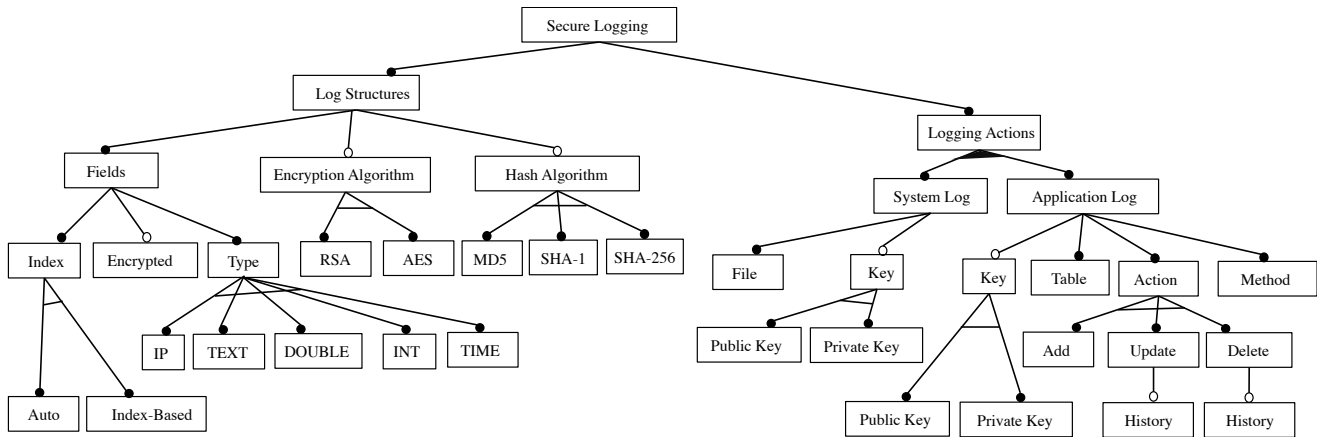 Secure Logging
Log Structures
Logging Actions
Fields
Encryption Algorithm
Hash Algorithm
System Log
Application Log
Index
Encrypted
Type
RSA
AES
MD5
SHA-1
SHA-256
File
Key
Key
Table
Action
Method
IP
TEXT
DOUBLE
INT
TIME
Public Key
Private Key
Add
Update
Delete
Auto
Index-Based
Public Key
Private Key
History
History